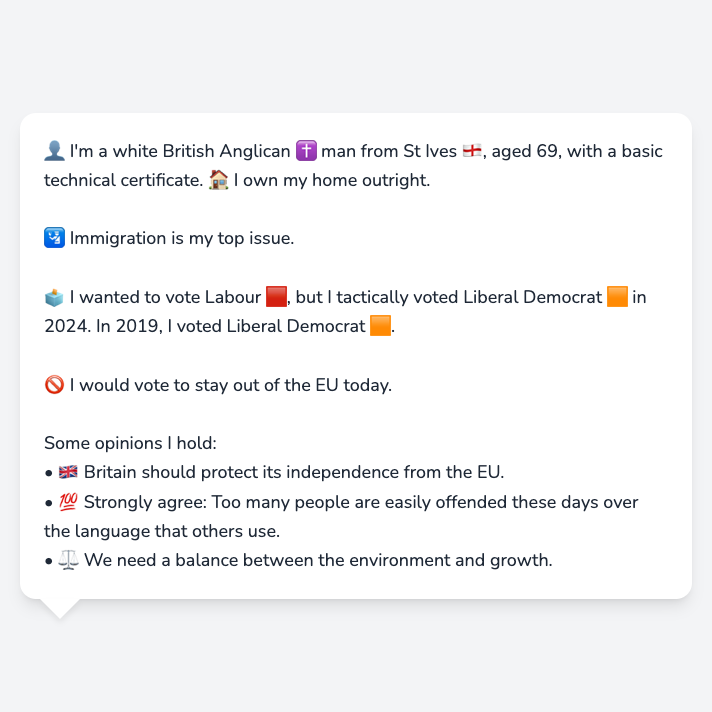 👤 I'm a white British Anglican ✝️ man from St Ives 🏴󠁧󠁢󠁥󠁮󠁧󠁿, aged 69, with a basic
technical certificate. 🏠 I own my home outright.
🛂 Immigration is my top issue.
🗳️ I wanted to vote Labour 🟥, but I tactically voted Liberal Democrat 🟧 in
2024. In 2019, I voted Liberal Democrat 🟧.
🚫 I would vote to stay out of the EU today.
Some opinions I hold:
• 🇬🇧 Britain should protect its independence from the EU.
• 💯 Strongly agree: Too many people are easily offended these days over
the language that others use.
• ⚖️ We need a balance between the environment and growth.